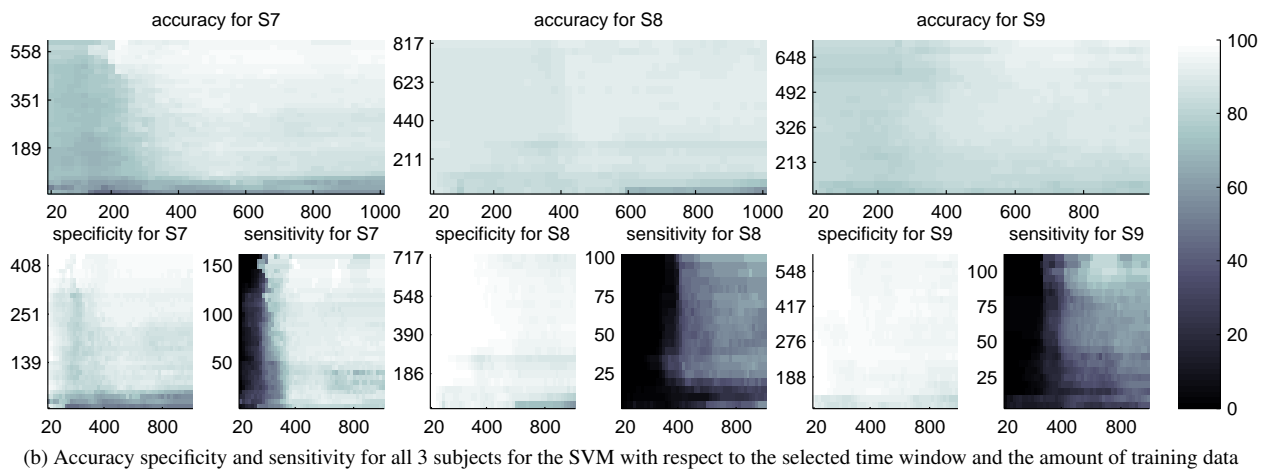 accuracy for S7
accuracy for S8
accuracy for S9
558
351
189
20 200 400 600 800 1000
817
623
440
211
20 200 400 600 800 1000
648
492
326
213
20 200 400 600 800
100
80
60
40
20
0
specificity for S7
sensitivity for S7
specificity for S8
sensitivity for S8
specificity for S9
sensitivity for S9
408
251
139
20 400 800
150
100
50
20 400 800
717
548
390
186
20 400 800
100
75
50
25
20 400 800
548
417
276
188
20 400 800
100
75
50
25
20 400 800
(b) Accuracy specificity and sensitivity for all 3 subjects for the SVM with respect to the selected time window and the amount of training data